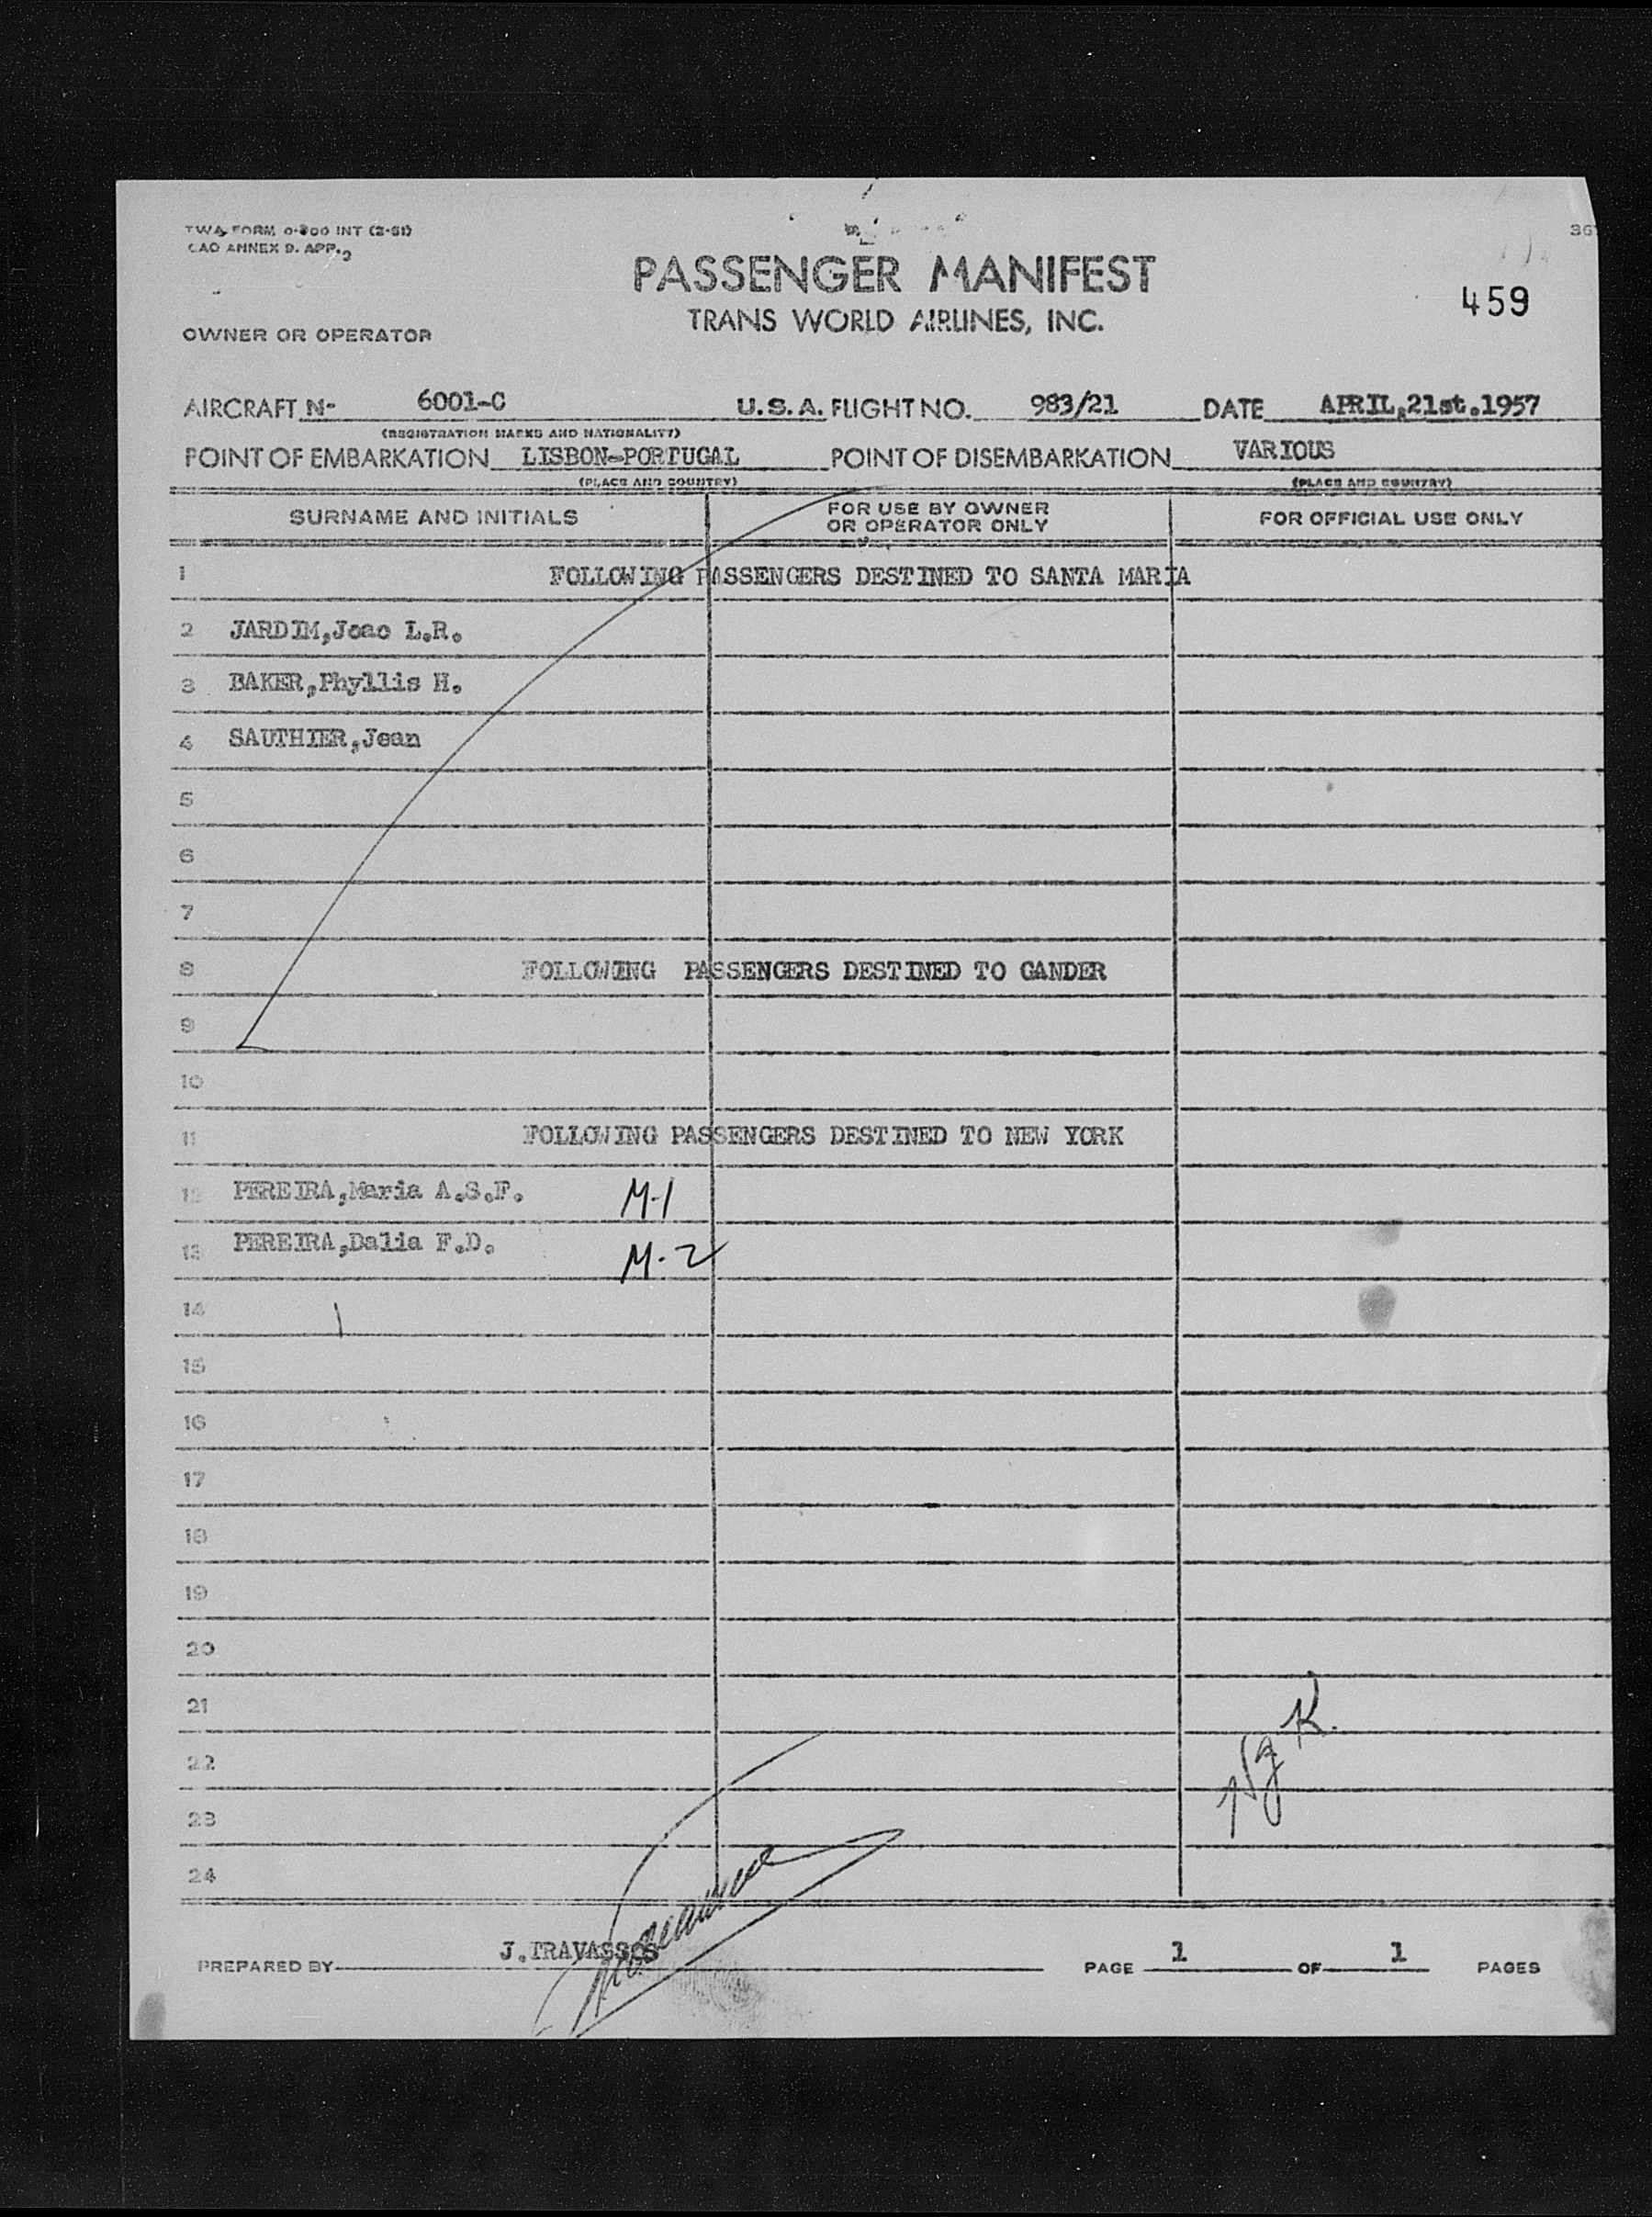 TWA FORM 0-800 INT (2-51)
CAO ANNEX 9. APP. 2
PASSENGER MANIFEST
459
TRANS WORLD AIRLINES, INC.
OWNER OR OPERATOR
AIRCRAFT N- 6001-C U.S.A. FLIGHT NO. 983/21 DATE APRIL,21st.1957
(REGISTRATION MARKS AND NATIONALITY)
POINT OF EMBARKATION LISBON-PORTUGAL POINT OF DISEMBARKATION VARIOUS
(PLACE AND COUNTRY) (PLACE AND COUNTRY)
SURNAME AND INITIALS FOR USE BY OWNER OR OPERATOR ONLY FOR OFFICIAL USE ONLY
1 FOLLOWING PASSENGERS DESTINED TO SANTA MARIA
2 JARDIM,Joao L.R.
3 BAKER,Phyllis H.
4 SAUTHIER,Jean
5
6
7
8 FOLLOWING PASSENGERS DESTINED TO GANDER
9
10
11 FOLLOWING PASSENGERS DESTINED TO NEW YORK
12 PEREIRA,Maria A.S.F. M-1
13 PEREIRA,Dalia F.D. M-2
14
15
16
17
18
19
20
21
22
23
24
PREPARED BY J.TRAVASSOS PAGE 1 OF 1 PAGES